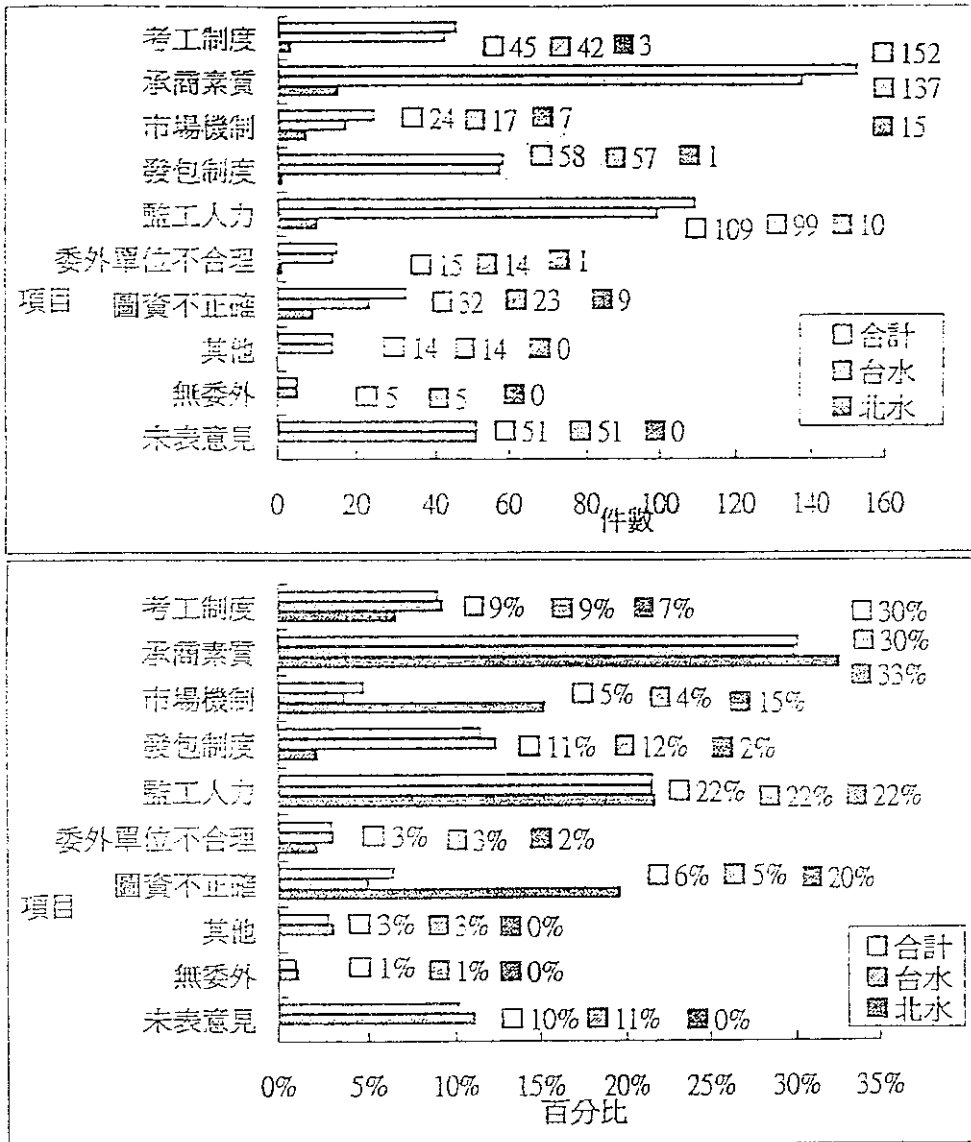 考工制度
45 42 3
152
承商素質
137
市場機制
24 17 7
15
發包制度
58 57 1
監工人力
109 99 10
委外單位不合理
15 14 1
項目
圖資不正確
32 23 9
合計
其他
14 14 0
台水
無委外
5 5 0
北水
未表意見
51 51 0
0 20 40 60 80 100 120 140 160
件數
考工制度
9% 9% 7%
30%
承商素質
30%
33%
市場機制
5% 4% 15%
發包制度
11% 12% 2%
監工人力
22% 22% 22%
委外單位不合理
3% 3% 2%
圖資不正確
6% 5% 20%
項目
其他
3% 3% 0%
合計
無委外
1% 1% 0%
台水
未表意見
10% 11% 0%
北水
0% 5% 10% 15% 20% 25% 30% 35%
百分比